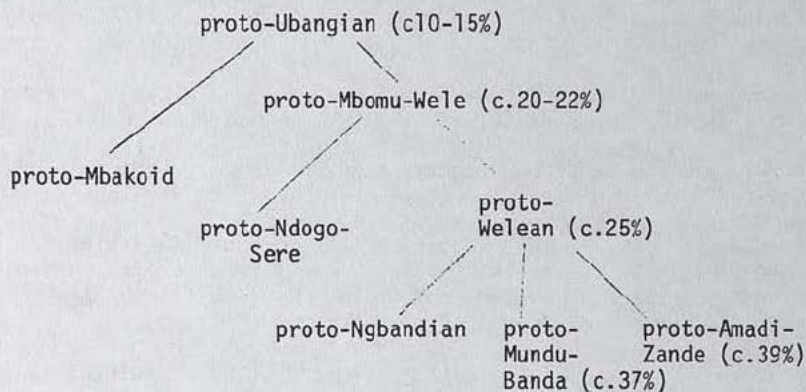 proto-Ubangian (c10-15%)
proto-Mbomu-Wele (c.20-22%)
proto-Mbakoid
proto-Ndogo-
Sere
proto-
Welean (c.25%)
proto-Ngbandian
proto-
Mundu-
Banda (c.37%)
proto-Amadi-
Zande (c.39%)